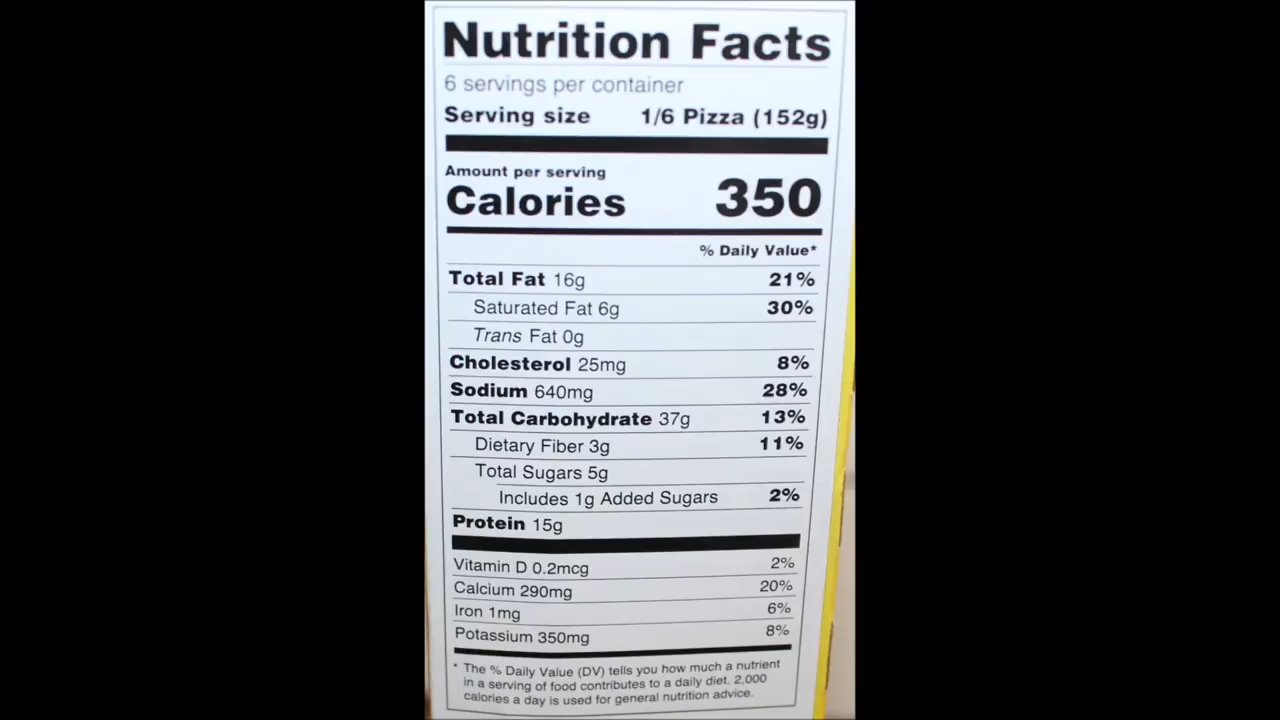 Nutrition Facts
6 servings per container
Serving size 1/6 Pizza (152g)
Amount per serving
Calories 350
% Daily Value*
Total Fat 16g 21%
Saturated Fat 6g 30%
Trans Fat 0g
Cholesterol 25mg 8%
Sodium 640mg 28%
Total Carbohydrate 37g 13%
Dietary Fiber 3g 11%
Total Sugars 5g
Includes 1g Added Sugars 2%
Protein 15g
Vitamin D 0.2mcg 2%
Calcium 290mg 20%
Iron 1mg 6%
Potassium 350mg 8%
* The % Daily Value (DV) tells you how much a nutrient
in a serving of food contributes to a daily diet. 2,000
calories a day is used for general nutrition advice.